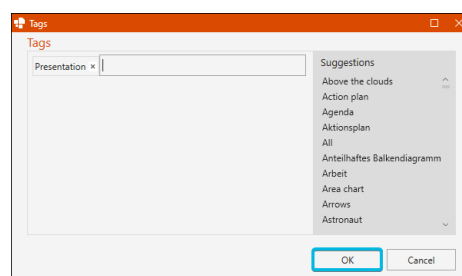 Tags
Tags
Presentation ×
Suggestions
Above the clouds
Action plan
Agenda
Aktionsplan
All
Anteilhaftes Balkendiagramm
Arbeit
Area chart
Arrows
Astronaut
OK Cancel